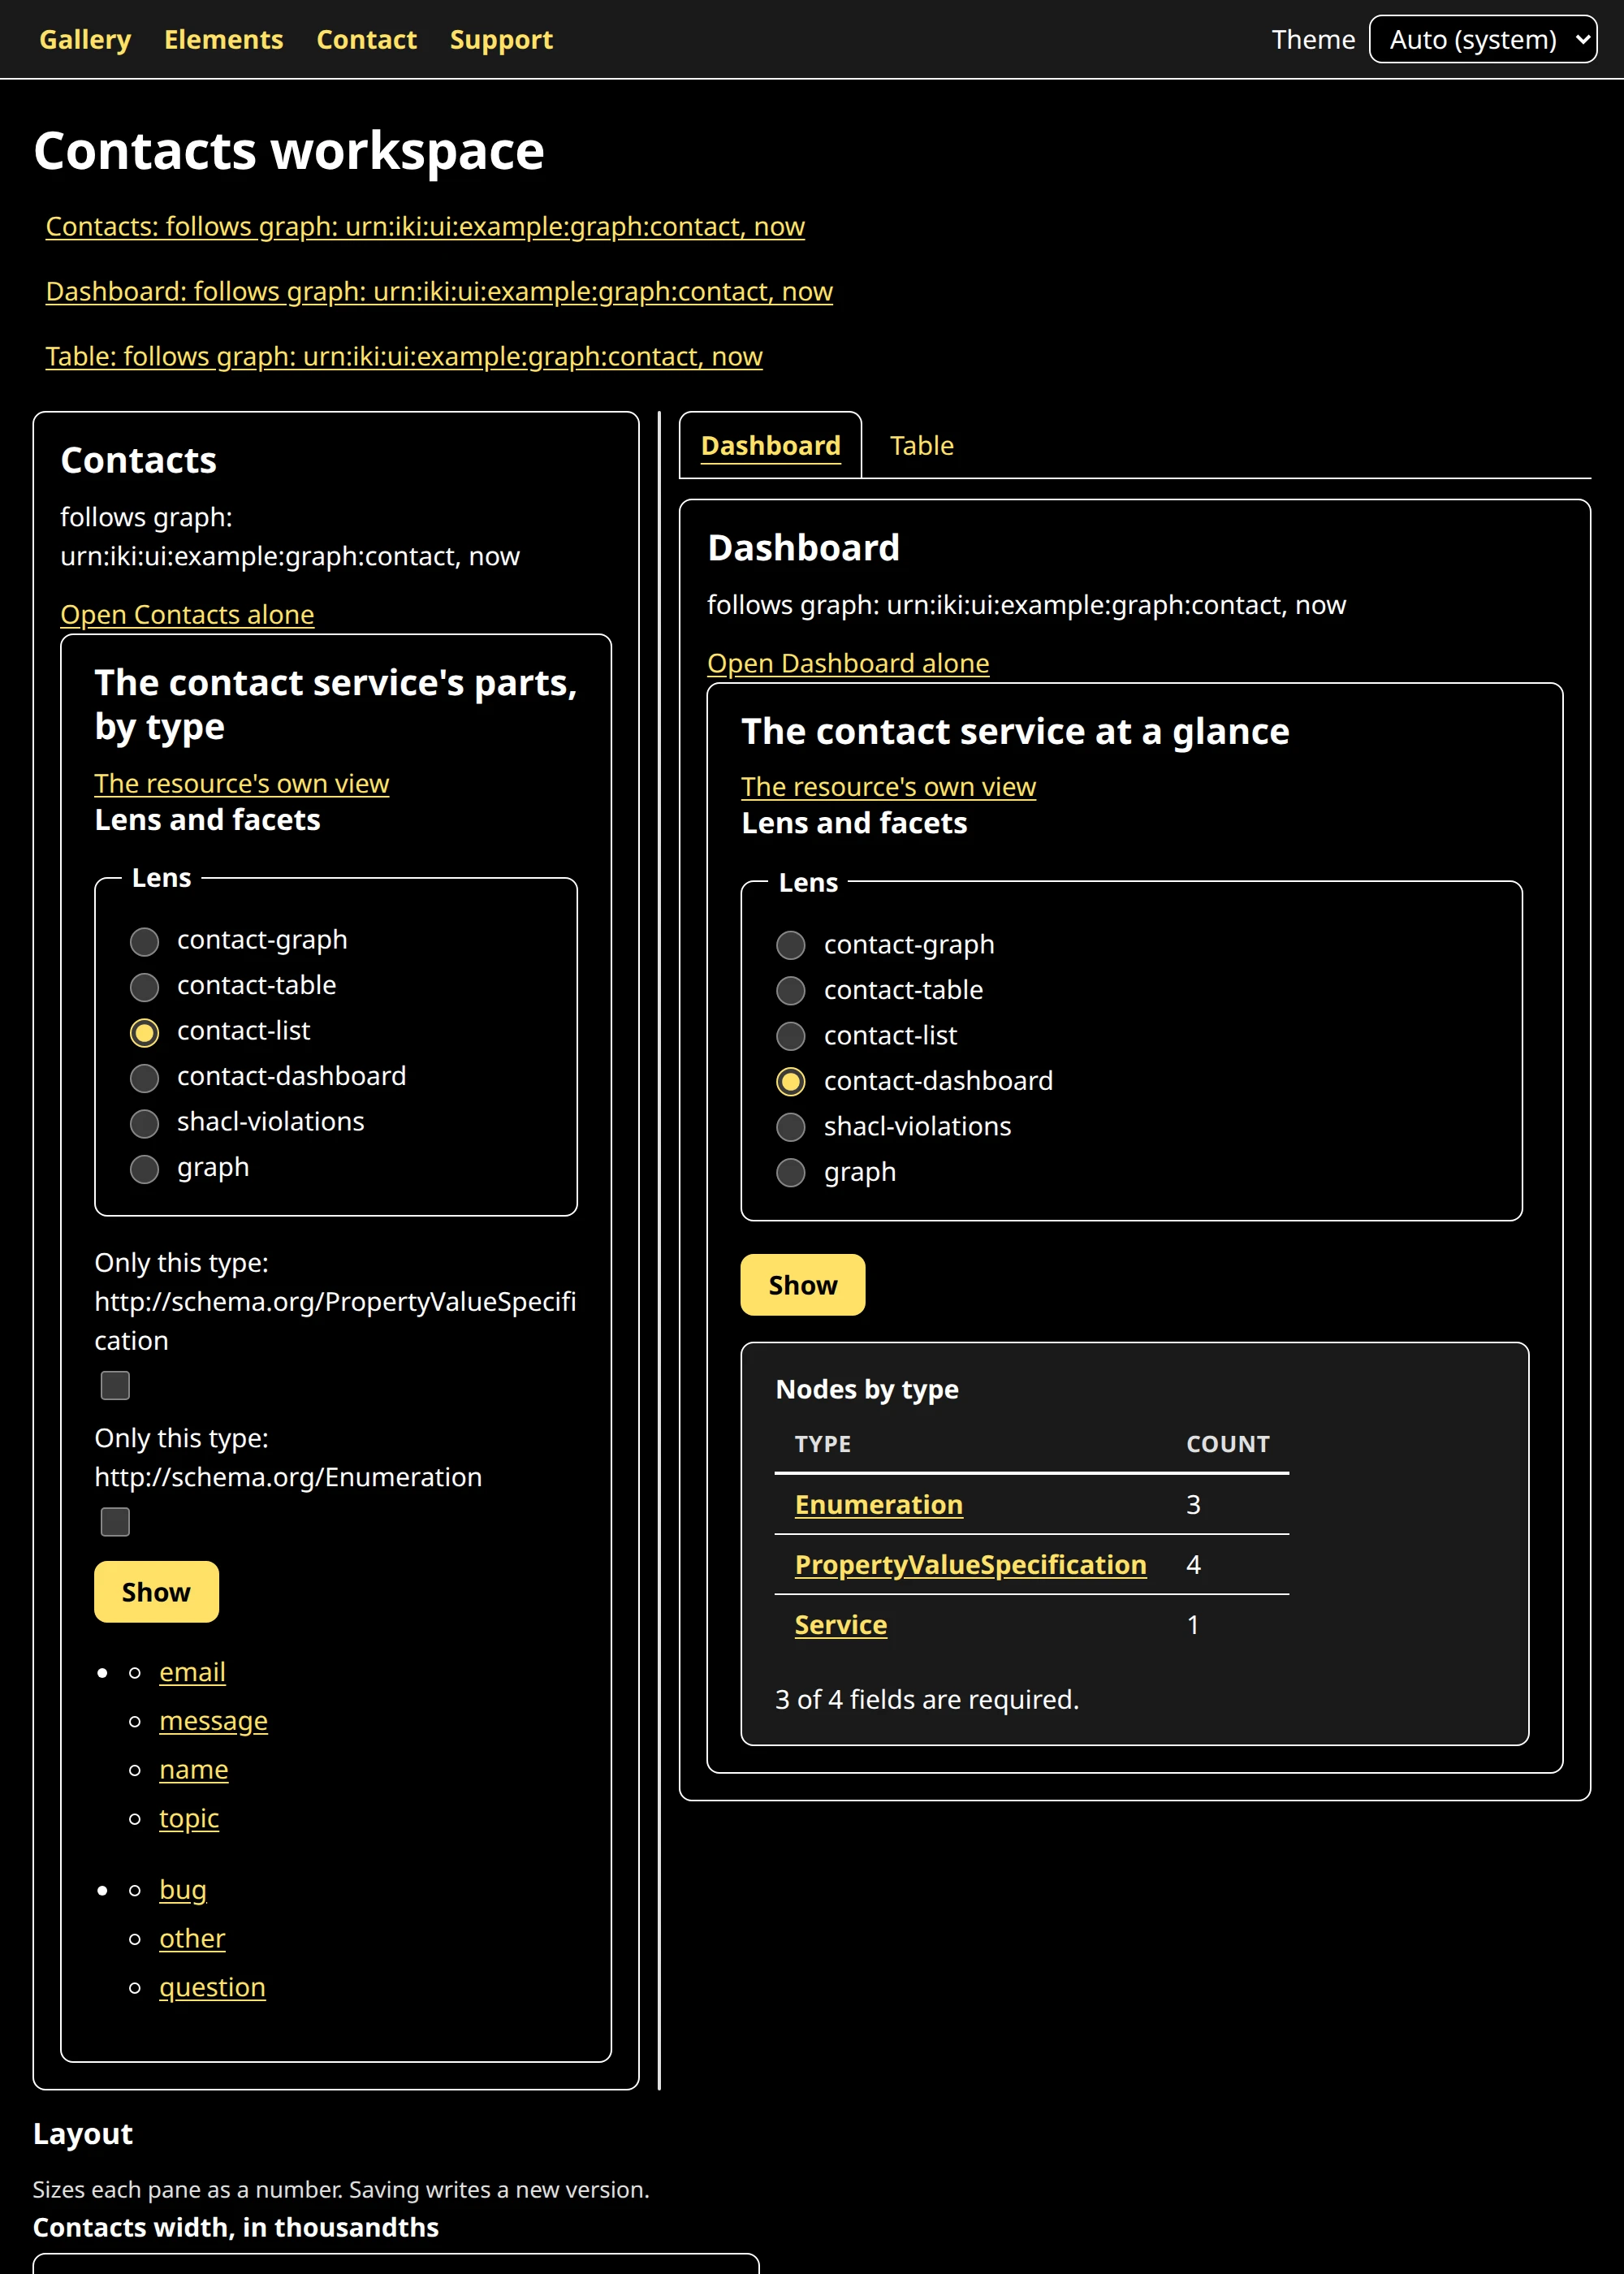 Gallery Elements Contact Support Theme Auto (system)
Contacts workspace
Contacts: follows graph: urn:iki:ui:example:graph:contact, now
Dashboard: follows graph: urn:iki:ui:example:graph:contact, now
Table: follows graph: urn:iki:ui:example:graph:contact, now
Contacts
follows graph:
urn:iki:ui:example:graph:contact, now
Open Contacts alone
The contact service's parts,
by type
The resource's own view
Lens and facets
Lens
contact-graph
contact-table
contact-list
contact-dashboard
shacl-violations
graph
Only this type:
http://schema.org/PropertyValueSpecifi
cation
Only this type:
http://schema.org/Enumeration
Show
email
message
name
topic
bug
other
question
Dashboard Table
Dashboard
follows graph: urn:iki:ui:example:graph:contact, now
Open Dashboard alone
The contact service at a glance
The resource's own view
Lens and facets
Lens
contact-graph
contact-table
contact-list
contact-dashboard
shacl-violations
graph
Show
Nodes by type
TYPE COUNT
Enumeration 3
PropertyValueSpecification 4
Service 1
3 of 4 fields are required.
Layout
Sizes each pane as a number. Saving writes a new version.
Contacts width, in thousandths